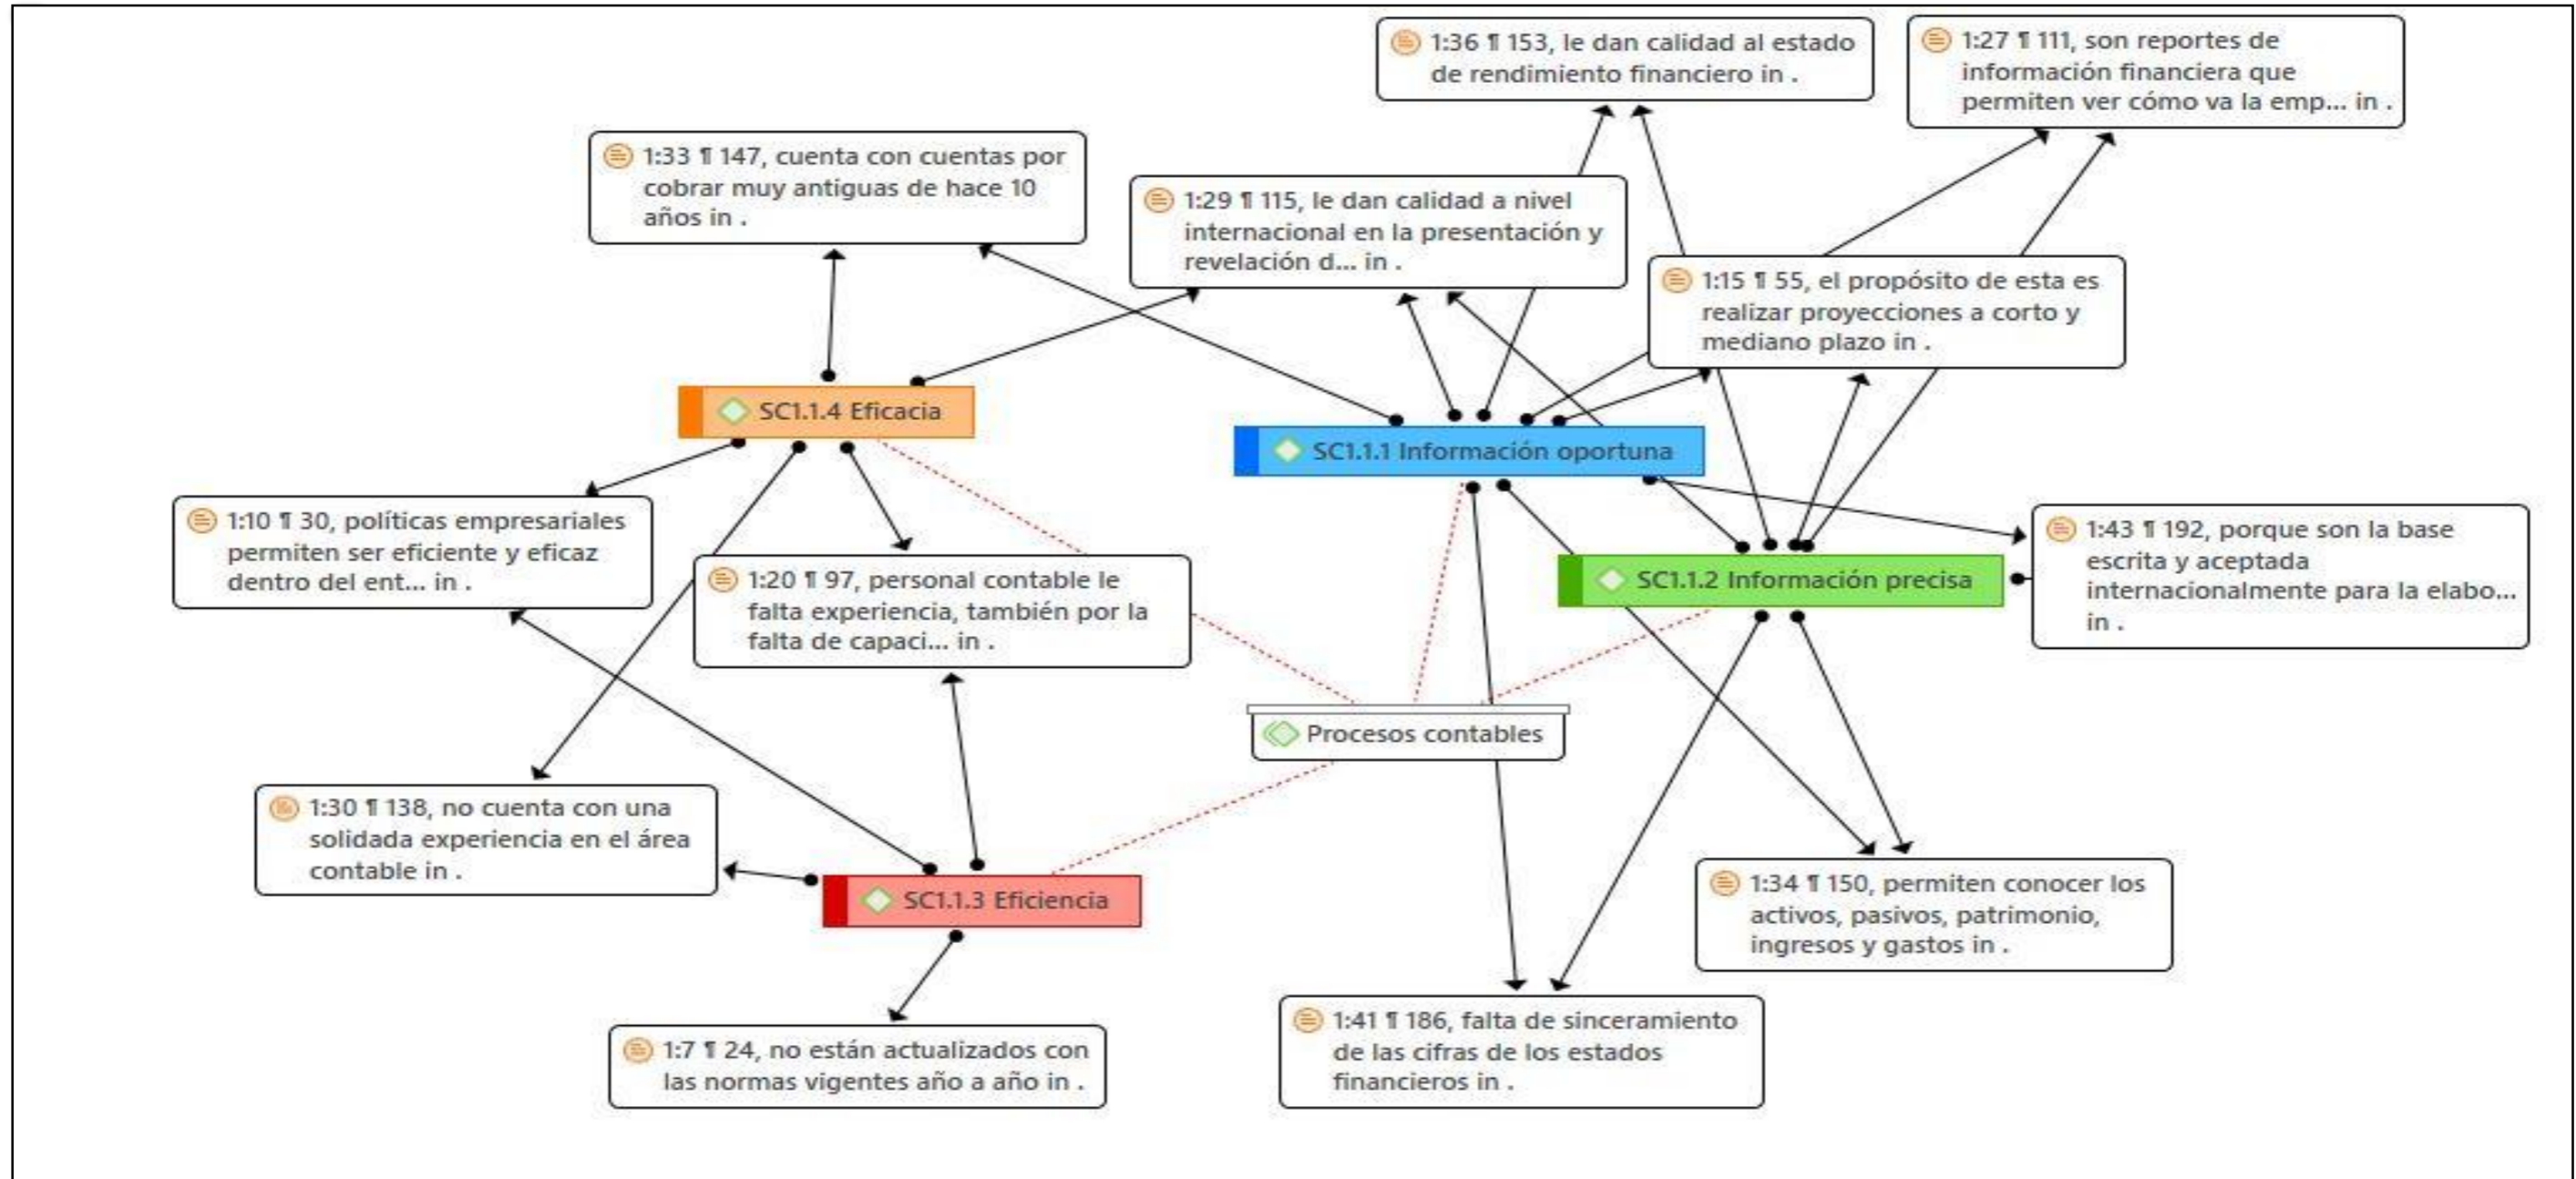 1:36 ¶ 153, le dan calidad al estado
de rendimiento financiero in .
1:27 ¶ 111, son reportes de
información financiera que
permiten ver cómo va la emp... in .
1:33 ¶ 147, cuenta con cuentas por
cobrar muy antiguas de hace 10
años in .
1:29 ¶ 115, le dan calidad a nivel
internacional en la presentación y
revelación d... in .
1:15 ¶ 55, el propósito de esta es
realizar proyecciones a corto y
mediano plazo in .
SC1.1.4 Eficacia
SC1.1.1 Información oportuna
1:10 ¶ 30, políticas empresariales
permiten ser eficiente y eficaz
dentro del ent... in .
1:20 ¶ 97, personal contable le
falta experiencia, también por la
falta de capaci... in .
SC1.1.2 Información precisa
1:43 ¶ 192, porque son la base
escrita y aceptada
internacionalmente para la elabo...
in .
Procesos contables
1:30 ¶ 138, no cuenta con una
solidada experiencia en el área
contable in .
SC1.1.3 Eficiencia
1:34 ¶ 150, permiten conocer los
activos, pasivos, patrimonio,
ingresos y gastos in .
1:7 ¶ 24, no están actualizados con
las normas vigentes año a año in .
1:41 ¶ 186, falta de sinceramiento
de las cifras de los estados
financieros in .